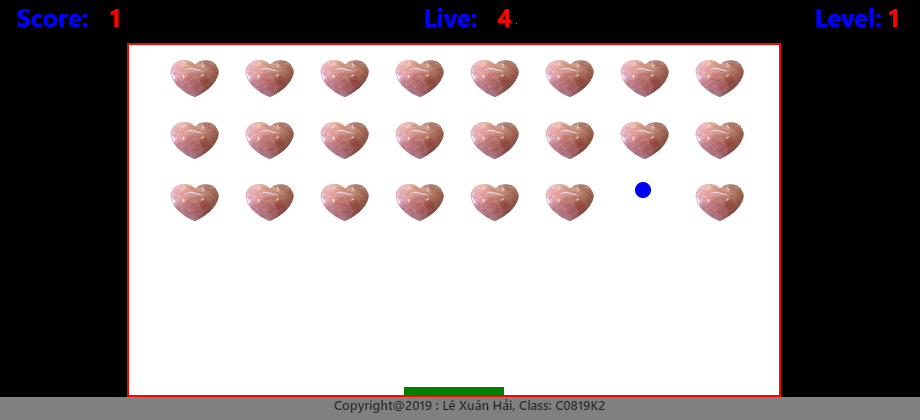 Score: 1 Live: 4 Level: 1
Copyright@2019 : Lê Xuân Hải, Class: C0819K2